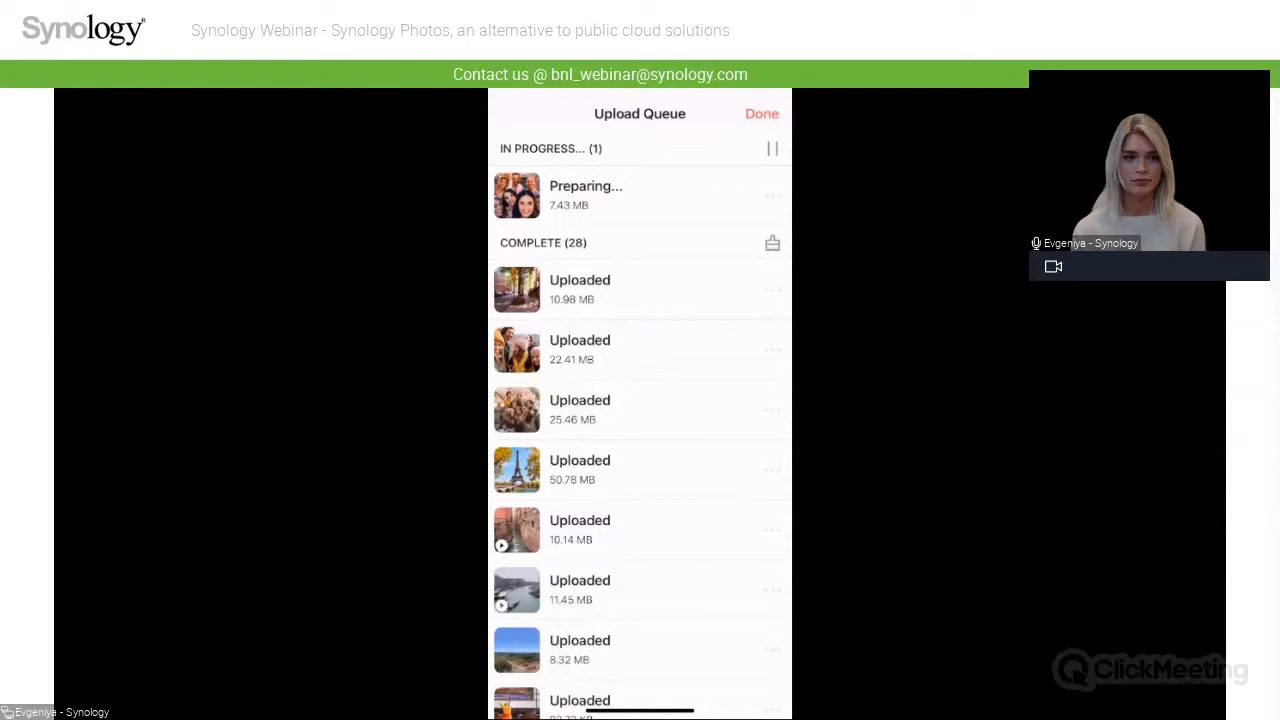 Synology
Synology Webinar - Synology Photos, an alternative to public cloud solutions
Contact us @ bnl_webinar@synology.com
Upload Queue
Done
IN PROGRESS... (1)
Preparing...
7.43 MB
COMPLETE (28)
Uploaded
10.98 MB
Uploaded
22.41 MB
Uploaded
25.46 MB
Uploaded
50.78 MB
Uploaded
10.14 MB
Uploaded
11.45 MB
Uploaded
8.32 MB
Uploaded
Evgeniya - Synology
ClickMeeting
Evgeniya - Synology